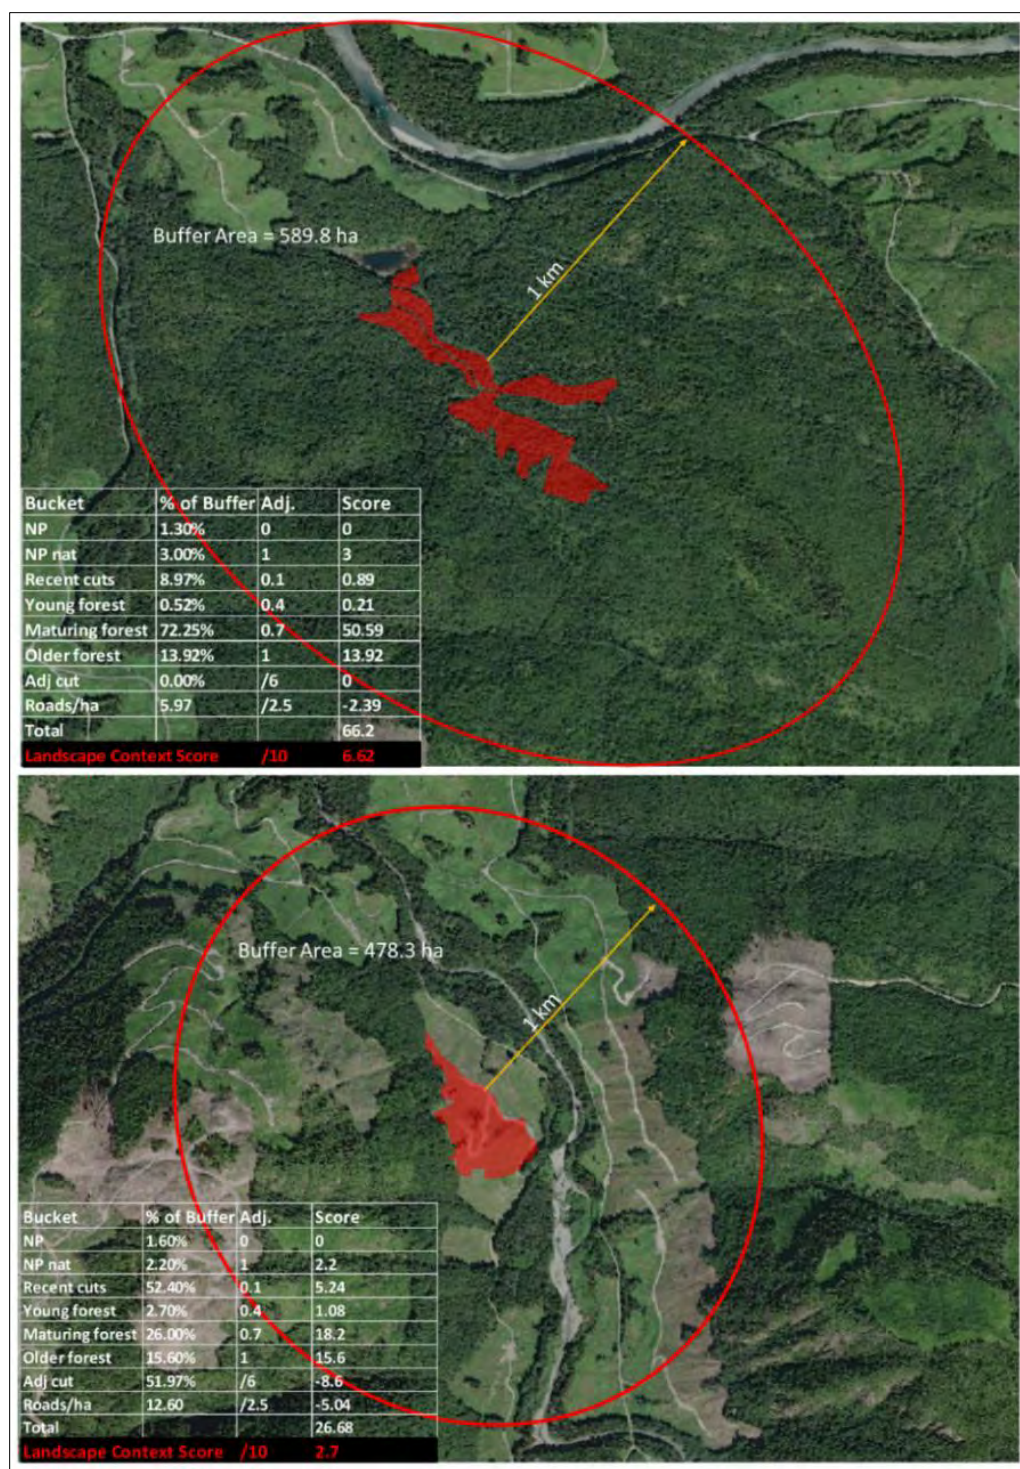 Buffer Area = 589.8 ha
1 km
Bucket % of Buffer Adj. Score
NP 1.30% 0 0
NP nat 3.00% 1 3
Recent cuts 8.97% 0.1 0.89
Young forest 0.52% 0.4 0.21
Maturing forest 72.25% 0.7 50.59
Older forest 13.92% 1 13.92
Adj cut 0.00% /6 0
Roads/ha 5.97 /2.5 -2.39
Total 66.2
Landscape Context Score /10 6.62
Buffer Area = 478.3 ha
1 km
Bucket % of Buffer Adj. Score
NP 1.60% 0 0
NP nat 2.20% 1 2.2
Recent cuts 52.40% 0.1 5.24
Young forest 2.70% 0.4 1.08
Maturing forest 26.00% 0.7 18.2
Older forest 15.60% 1 15.6
Adj cut 51.97% /6 -8.6
Roads/ha 12.60 /2.5 -5.04
Total 26.68
Landscape Context Score /10 2.7